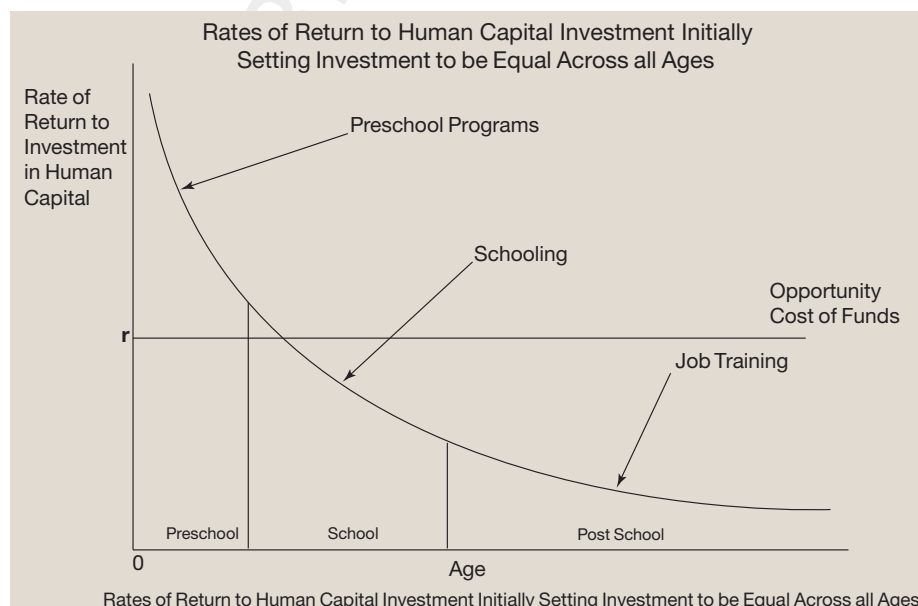 Rates of Return to Human Capital Investment Initially
Setting Investment to be Equal Across all Ages
Rate of
Return to
Investment
in Human
Capital
Preschool Programs
Schooling
Opportunity
Cost of Funds
r
Job Training
Preschool
School
Post School
0
Age
Rates of Return to Human Capital Investment Initially Setting Investment to be Equal Across all Ages